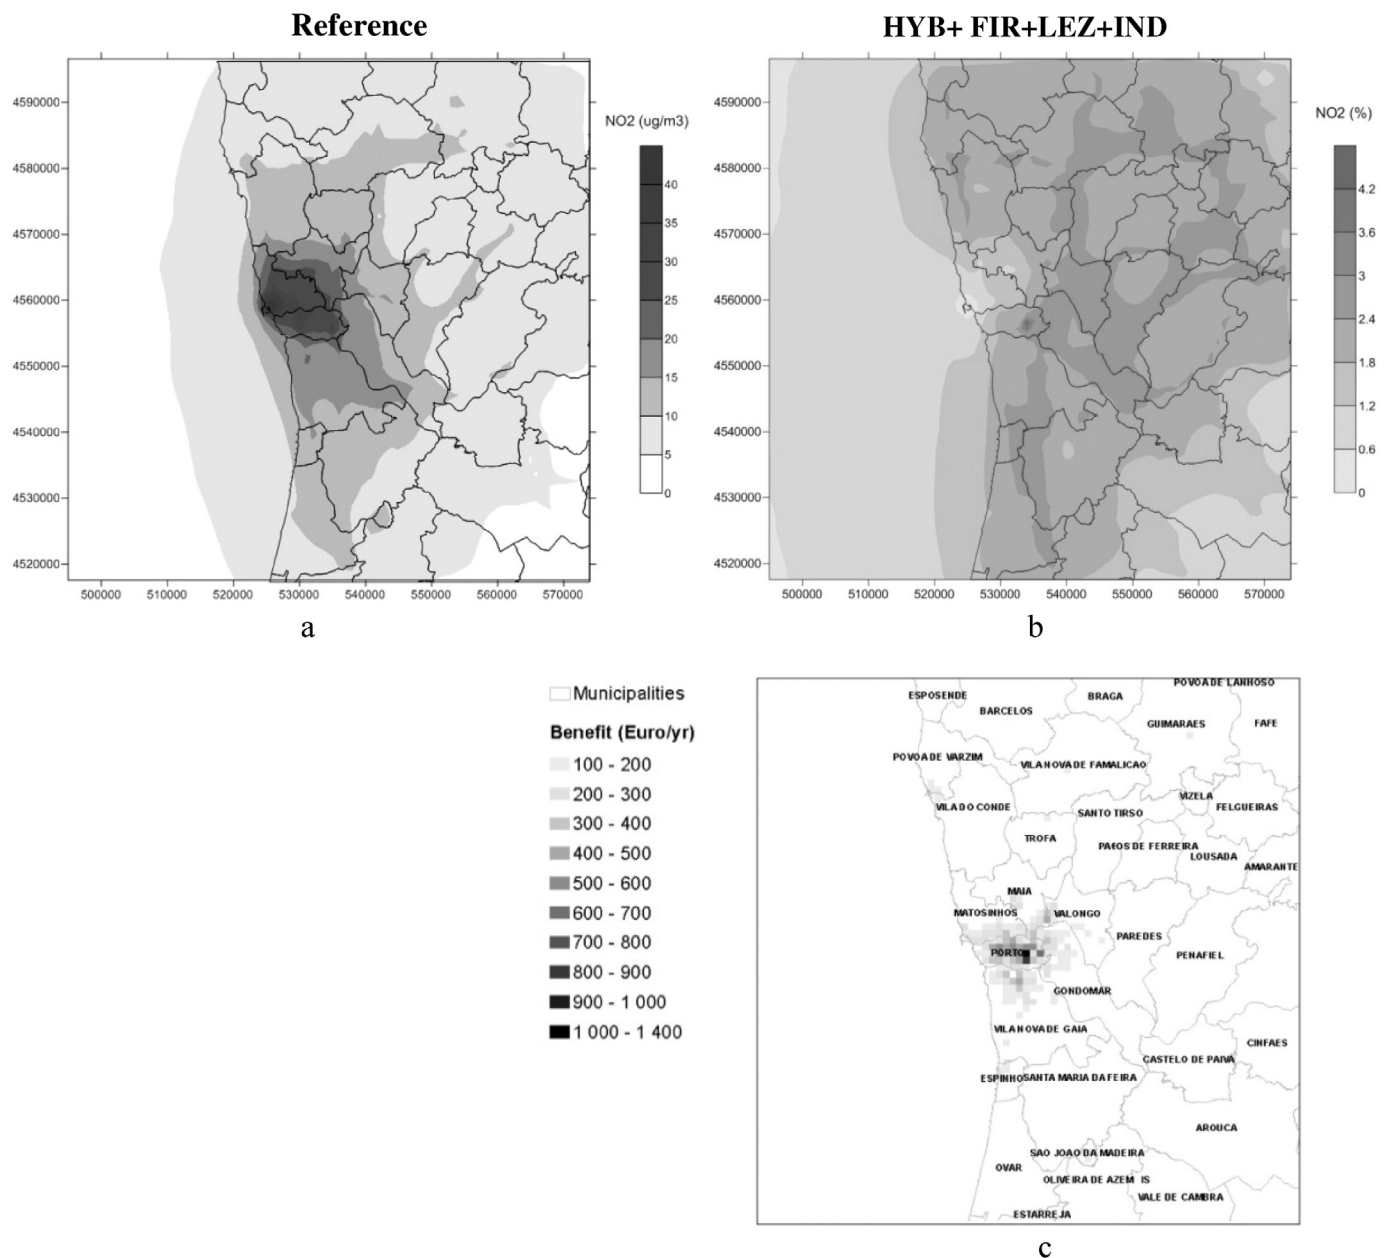 Reference
HYB+ FIR+LEZ+IND
4590000
4580000
4570000
4560000
4550000
4540000
4530000
4520000
500000 510000 520000 530000 540000 550000 560000 570000
NO2 (ug/m3)
40
35
30
25
20
15
10
5
0
a
4590000
4580000
4570000
4560000
4550000
4540000
4530000
4520000
500000 510000 520000 530000 540000 550000 560000 570000
NO2 (%)
4.2
3.6
3
2.4
1.8
1.2
0.6
0
b
Municipalities
Benefit (Euro/yr)
100 - 200
200 - 300
300 - 400
400 - 500
500 - 600
600 - 700
700 - 800
800 - 900
900 - 1 000
1 000 - 1 400
POVOA DE LANHOSO
ESPOSENDE
BRAGA
BARCELOS
GUIMARAES
FAFE
POVOA DE VARZIM
VILA NOVA DE FAMALICAO
VIZELA
VILA DO CONDE
FELGUEIRAS
SANTO TIRSO
TROFA
PAÇOS DE FERREIRA
LOUSADA
AMARANTE
MAIA
MATOSINHOS
VALONGO
PAREDES
PORTO
PENAFIEL
GONDOMAR
VILA NOVA DE GAIA
CINFAES
CASTELO DE PAIVA
ESPINHO
SANTA MARIA DA FEIRA
AROUCA
SAO JOAO DA MADEIRA
OVAR
OLIVEIRA DE AZEM IS
VALE DE CAMBRA
ESTARREJA
c